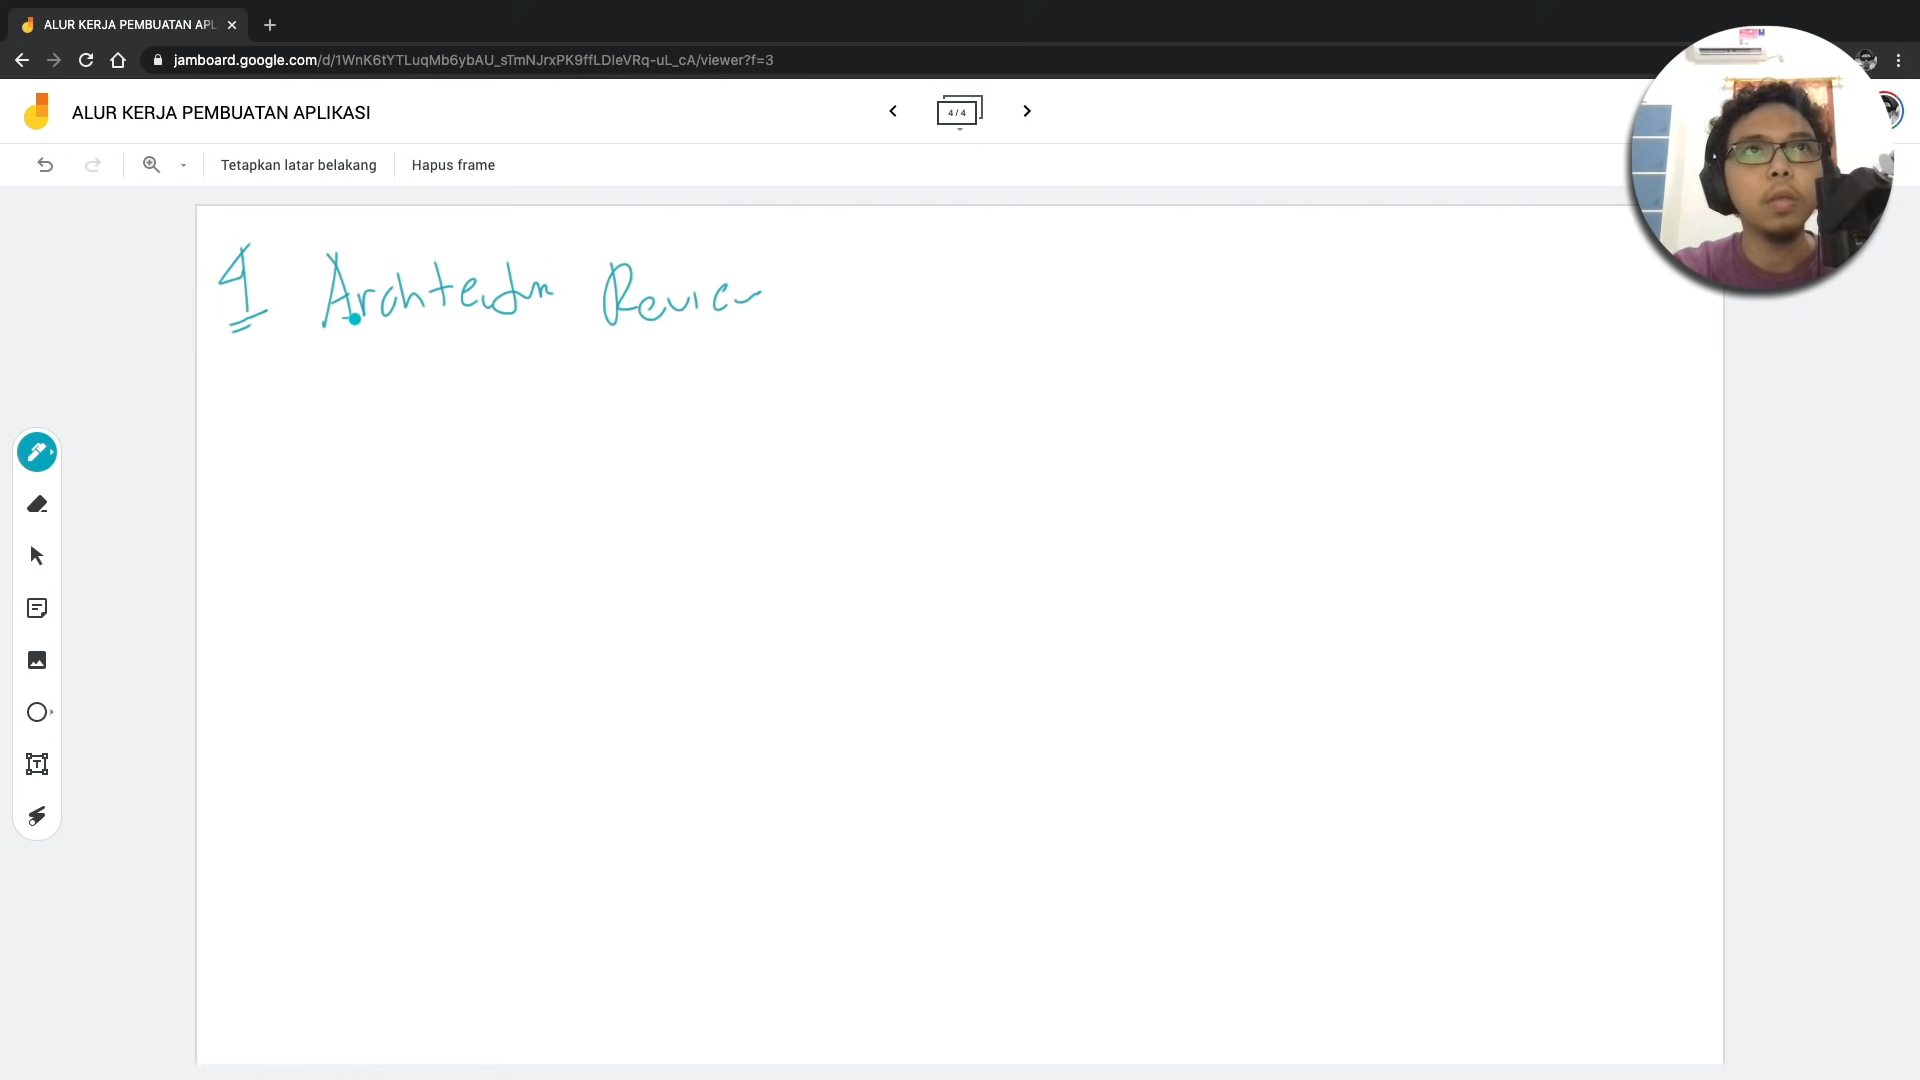 ALUR KERJA PEMBUATAN APL
jamboard.google.com/d/1WnK6tYTLuqMb6ybAU_sTmNJrxPK9ffLDIeVRq-uL_cA/viewer?f=3
ALUR KERJA PEMBUATAN APLIKASI
4 / 4
Tetapkan latar belakang
Hapus frame
4 Architectur Review